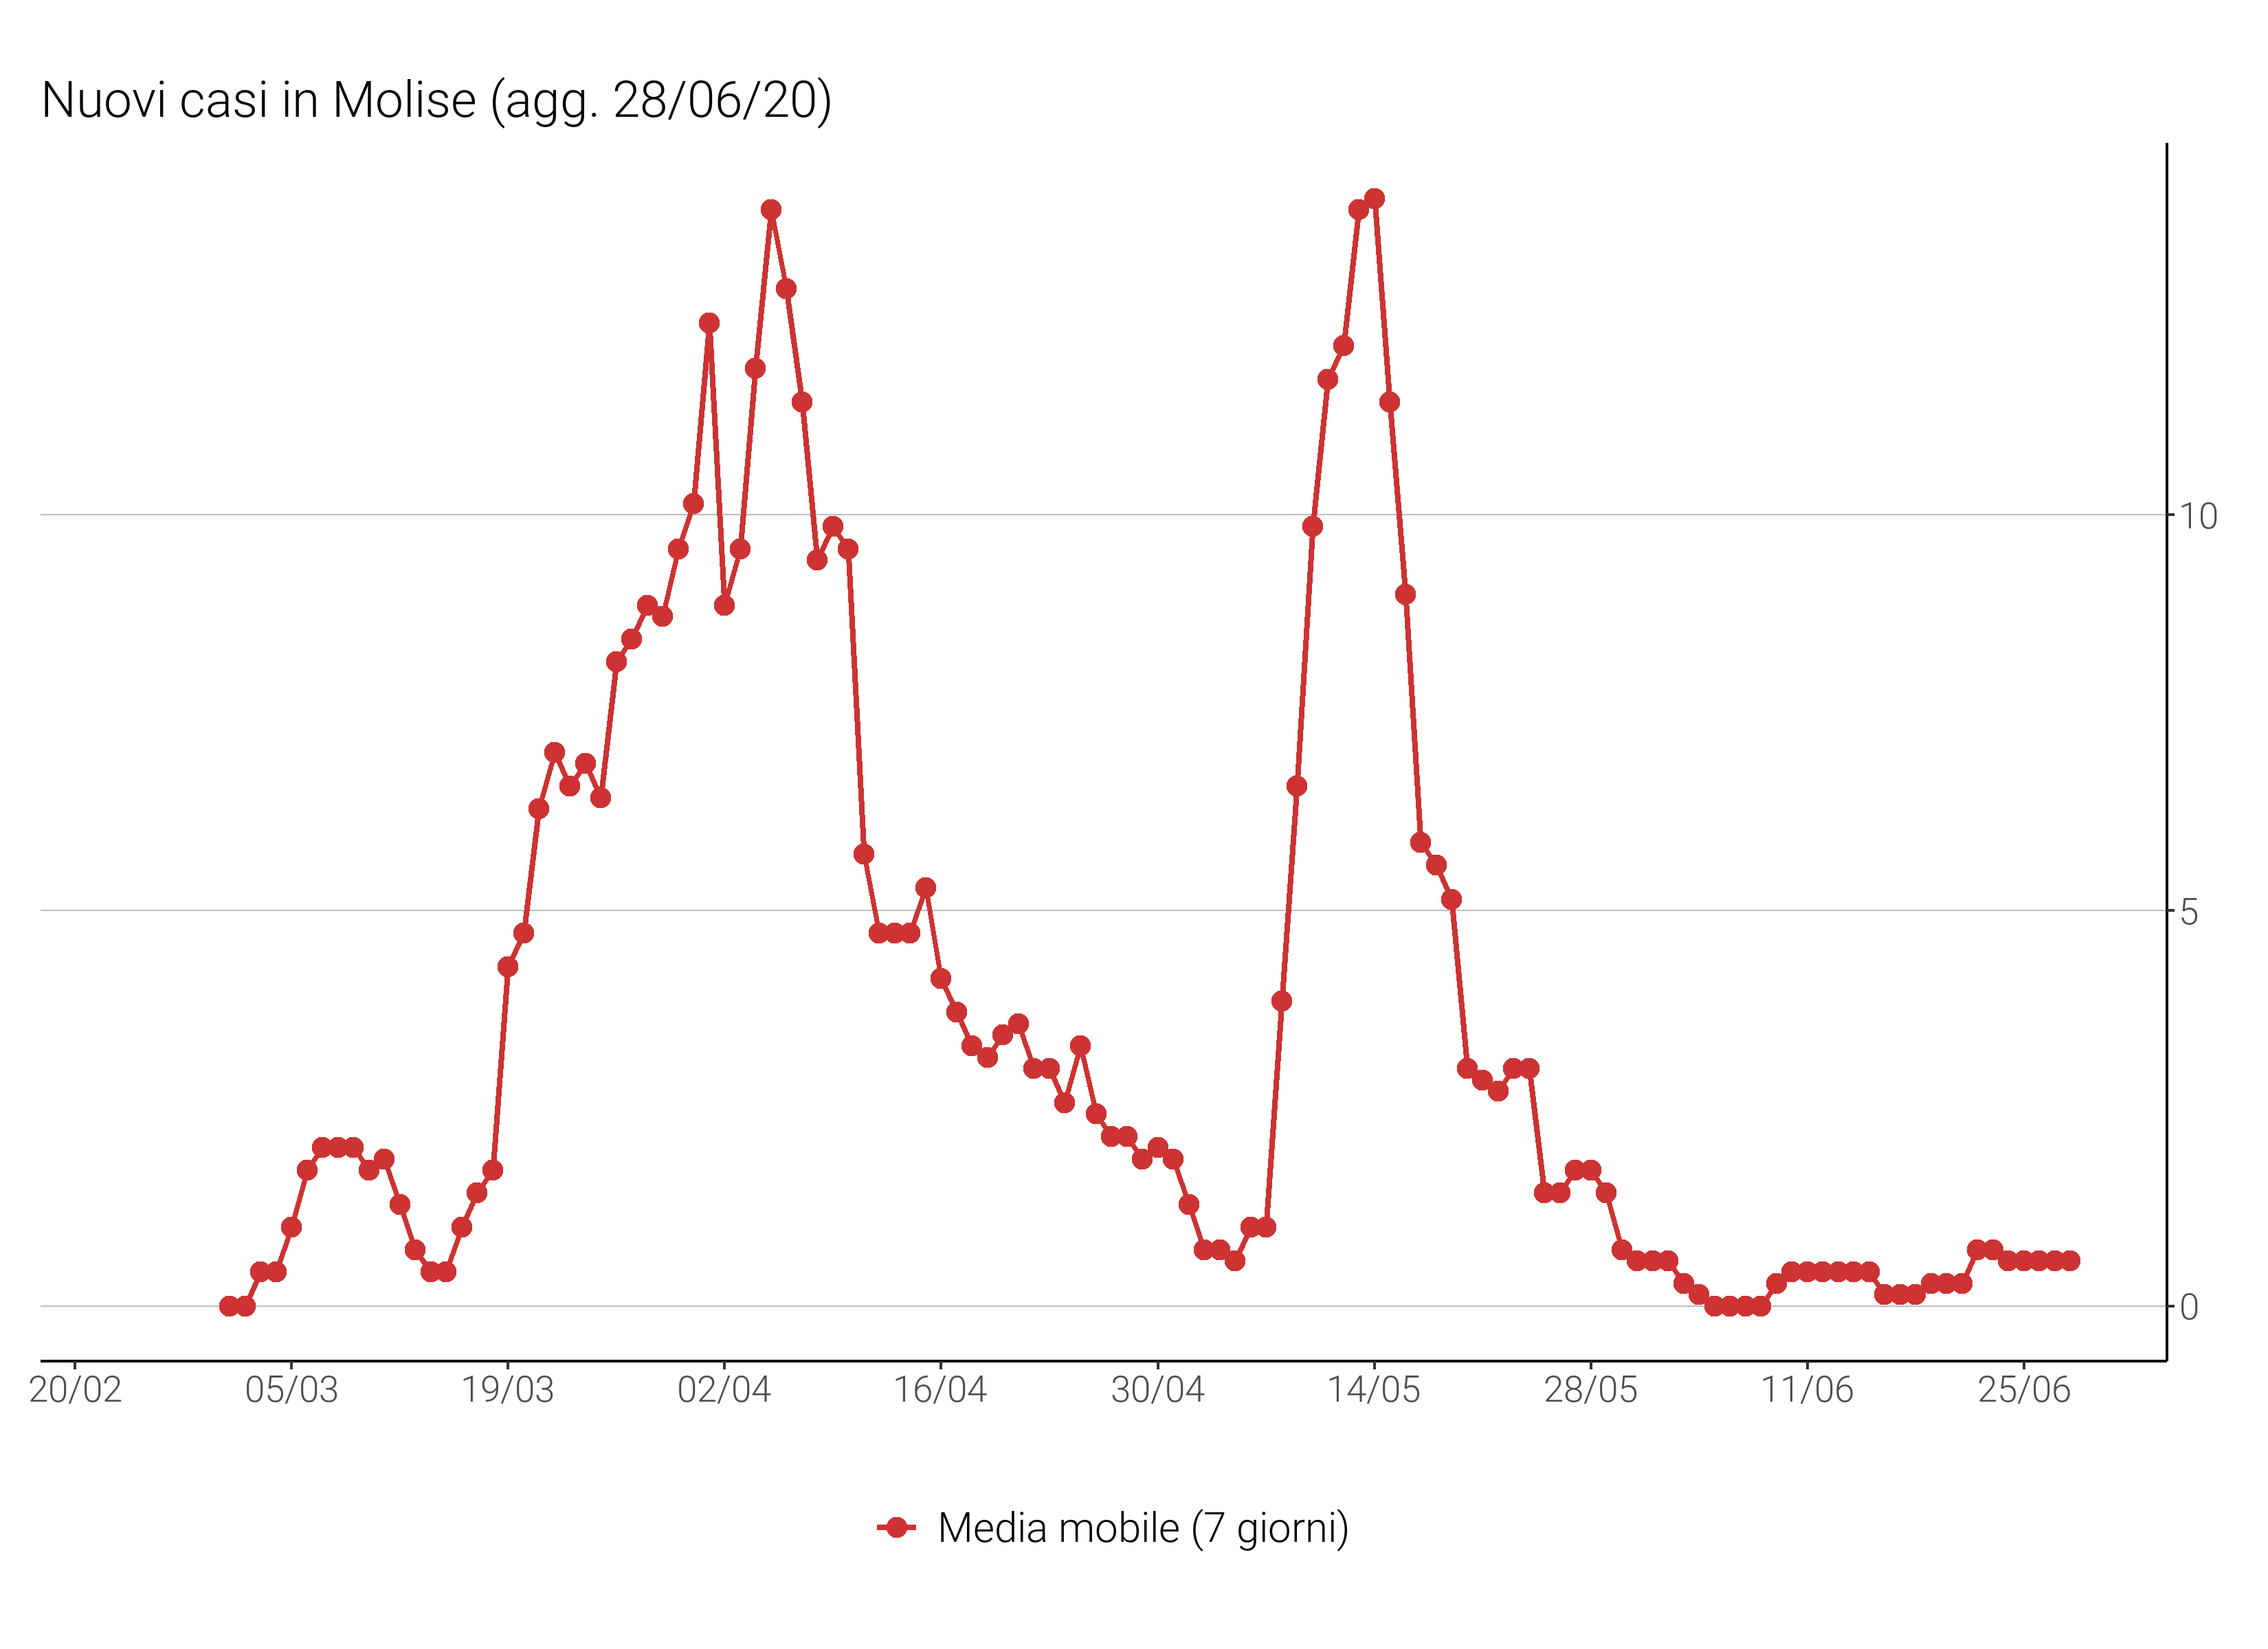 Nuovi casi in Molise (agg. 28/06/20)
10
5
0
20/02 05/03 19/03 02/04 16/04 30/04 14/05 28/05 11/06 25/06
Media mobile (7 giorni)